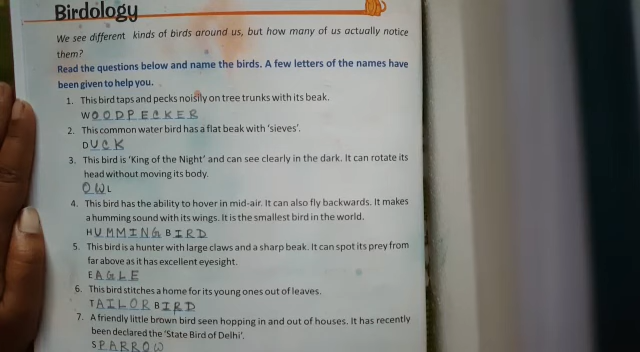 Birdology
We see different kinds of birds around us, but how many of us actually notice
them?
Read the questions below and name the birds. A few letters of the names have
been given to help you.
1. This bird taps and pecks noisily on tree trunks with its beak.
WOODPECKER
2. This common water bird has a flat beak with 'sieves'.
DUCK
3. This bird is 'King of the Night' and can see clearly in the dark. It can rotate its
head without moving its body.
OWL
4. This bird has the ability to hover in mid-air. It can also fly backwards. It makes
a humming sound with its wings. It is the smallest bird in the world.
HUMMING BIRD
5. This bird is a hunter with large claws and a sharp beak. It can spot its prey from
far above as it has excellent eyesight.
EAGLE
6. This bird stitches a home for its young ones out of leaves.
TAILOR BIRD
7. A friendly little brown bird seen hopping in and out of houses. It has recently
been declared the 'State Bird of Delhi'.
SPARROW